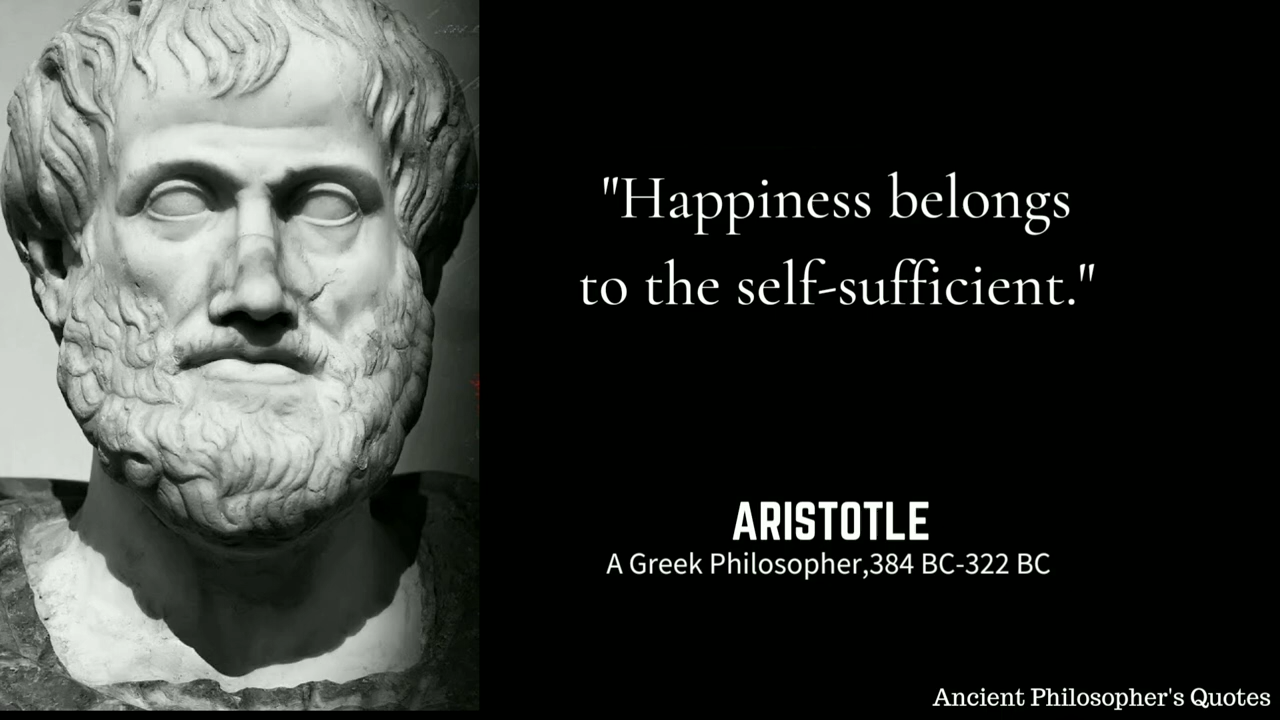 "Happiness belongs
to the self-sufficient."
ARISTOTLE
A Greek Philosopher,384 BC-322 BC
Ancient Philosopher's Quotes